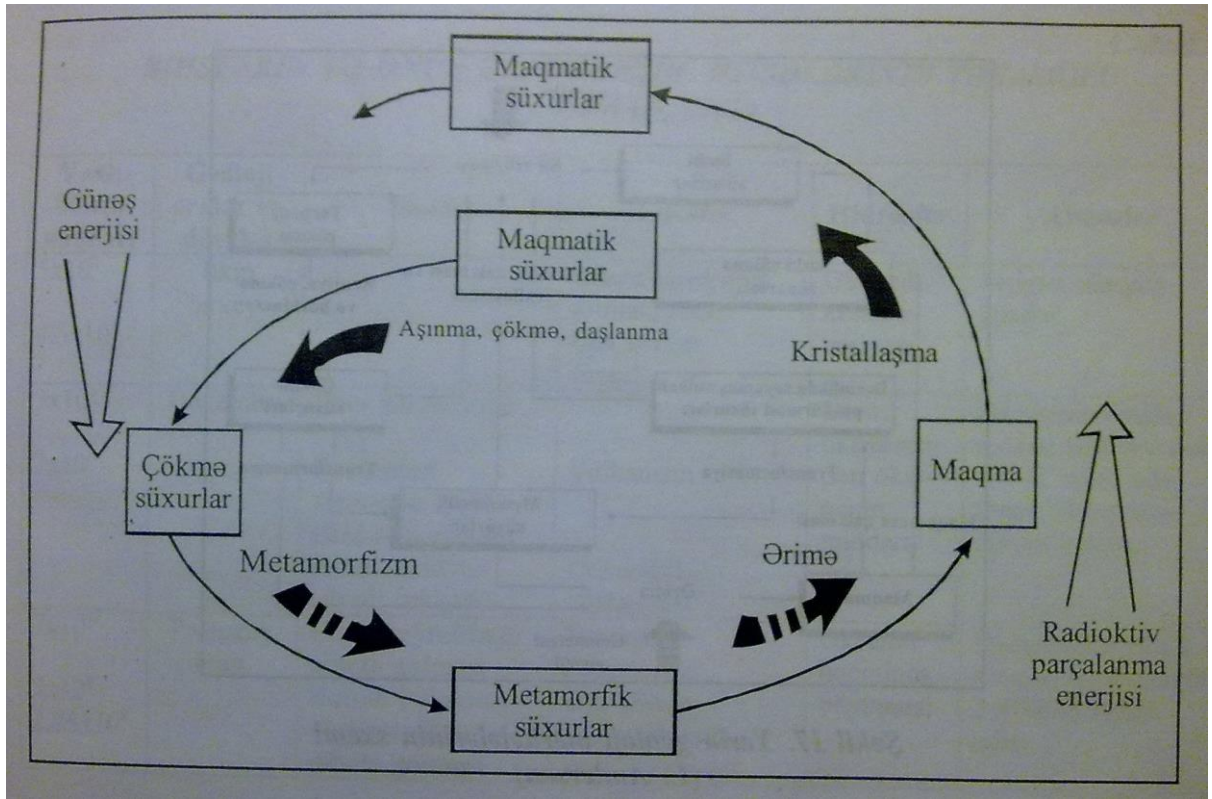 Maqmatik
süxurlar
Günəş
enerjisi
Maqmatik
süxurlar
Aşınma, çökmə, daşlanma
Kristallaşma
Çökmə
süxurlar
Maqma
Metamorfizm
Ərimə
Metamorfik
süxurlar
Radioktiv
parçalanma
enerjisi